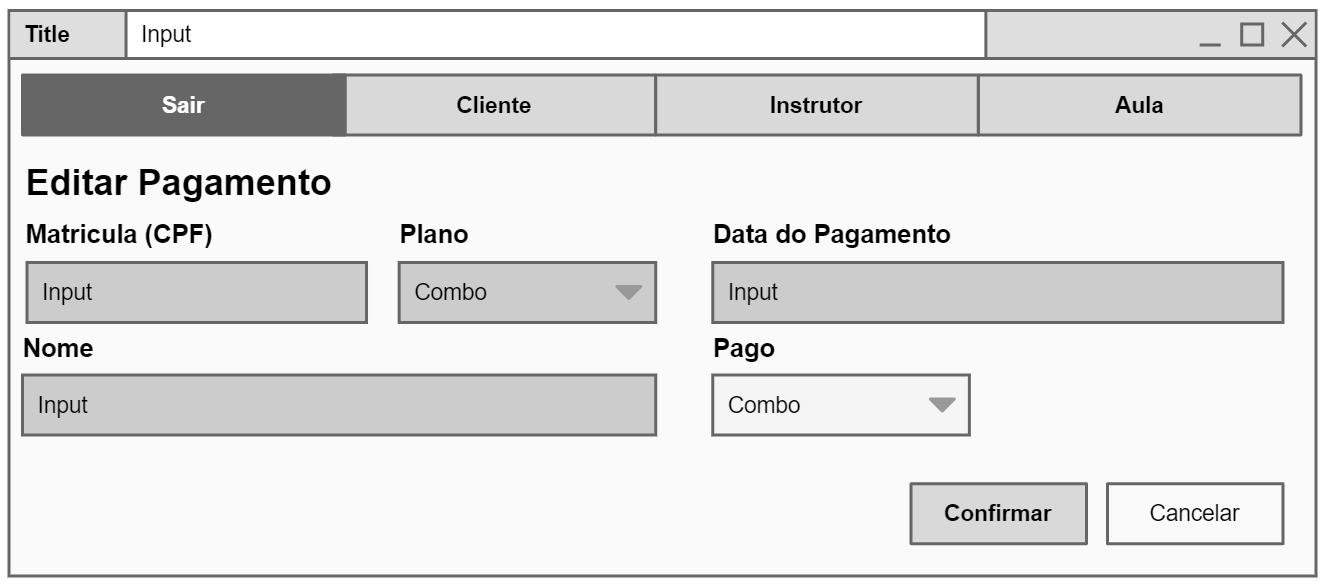 Title Input
Sair Cliente Instrutor Aula
Editar Pagamento
Matricula (CPF) Plano Data do Pagamento
Input Combo Input
Nome Pago
Input Combo
Confirmar Cancelar